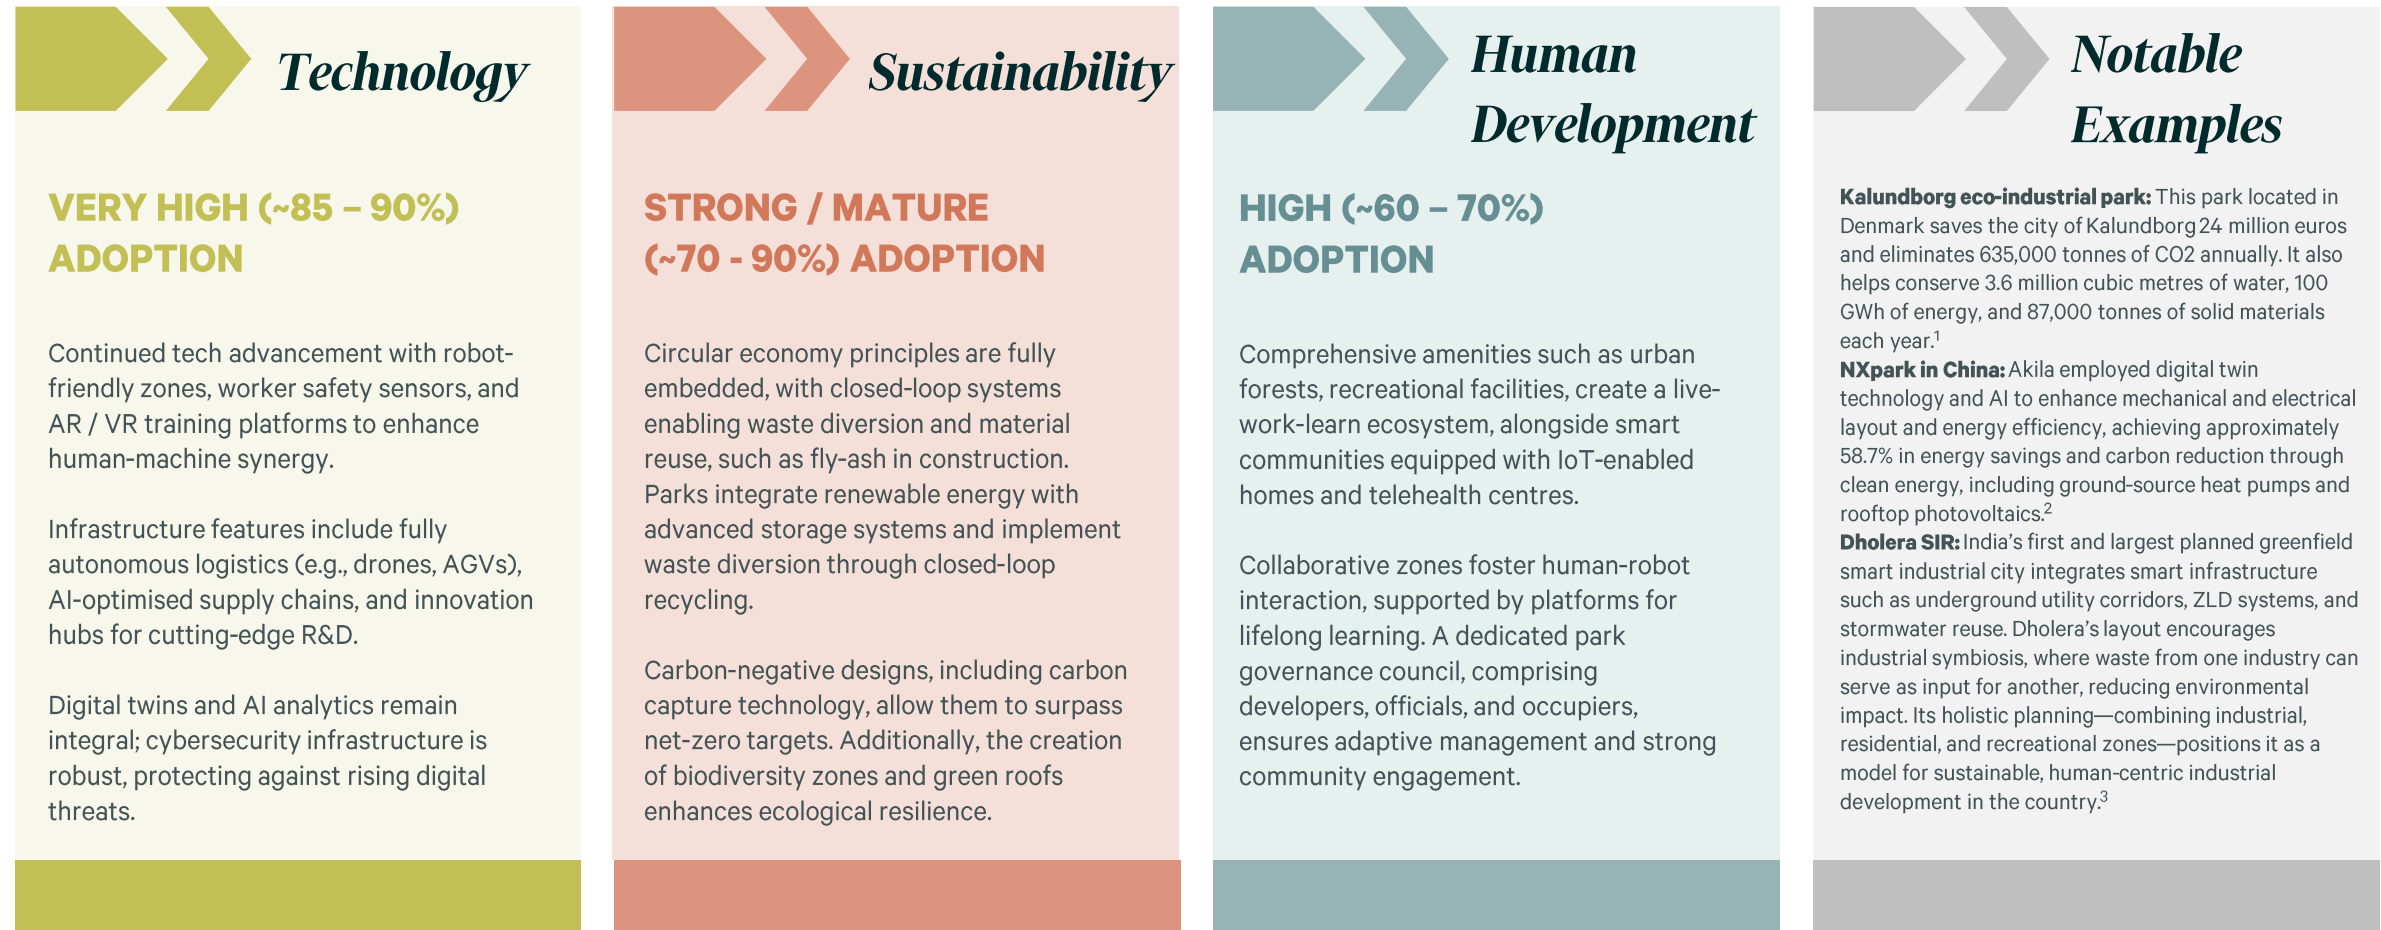 Technology
VERY HIGH (~85 – 90%)
ADOPTION
Continued tech advancement with robot-
friendly zones, worker safety sensors, and
AR / VR training platforms to enhance
human-machine synergy.
Infrastructure features include fully
autonomous logistics (e.g., drones, AGVs),
AI-optimised supply chains, and innovation
hubs for cutting-edge R&D.
Digital twins and AI analytics remain
integral; cybersecurity infrastructure is
robust, protecting against rising digital
threats.
Sustainability
STRONG / MATURE
(~70 - 90%) ADOPTION
Circular economy principles are fully
embedded, with closed-loop systems
enabling waste diversion and material
reuse, such as fly-ash in construction.
Parks integrate renewable energy with
advanced storage systems and implement
waste diversion through closed-loop
recycling.
Carbon-negative designs, including carbon
capture technology, allow them to surpass
net-zero targets. Additionally, the creation
of biodiversity zones and green roofs
enhances ecological resilience.
Human
Development
HIGH (~60 – 70%)
ADOPTION
Comprehensive amenities such as urban
forests, recreational facilities, create a live-
work-learn ecosystem, alongside smart
communities equipped with IoT-enabled
homes and telehealth centres.
Collaborative zones foster human-robot
interaction, supported by platforms for
lifelong learning. A dedicated park
governance council, comprising
developers, officials, and occupiers,
ensures adaptive management and strong
community engagement.
Notable
Examples
Kalundborg eco-industrial park: This park located in
Denmark saves the city of Kalundborg 24 million euros
and eliminates 635,000 tonnes of CO2 annually. It also
helps conserve 3.6 million cubic metres of water, 100
GWh of energy, and 87,000 tonnes of solid materials
each year.¹
NXpark in China: Akila employed digital twin
technology and AI to enhance mechanical and electrical
layout and energy efficiency, achieving approximately
58.7% in energy savings and carbon reduction through
clean energy, including ground-source heat pumps and
rooftop photovoltaics.²
Dholera SIR: India’s first and largest planned greenfield
smart industrial city integrates smart infrastructure
such as underground utility corridors, ZLD systems, and
stormwater reuse. Dholera’s layout encourages
industrial symbiosis, where waste from one industry can
serve as input for another, reducing environmental
impact. Its holistic planning—combining industrial,
residential, and recreational zones—positions it as a
model for sustainable, human-centric industrial
development in the country.³